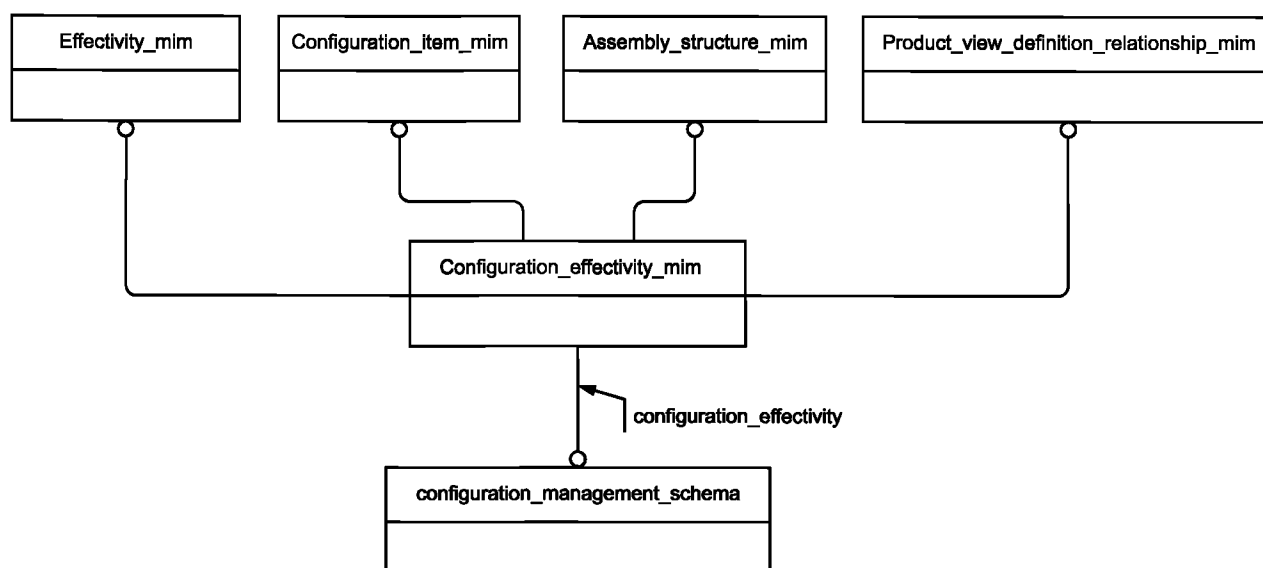 Effectivity_mim
Configuration_item_mim
Assembly_structure_mim
Product_view_definition_relationship_mim
Configuration_effectivity_mim
configuration_effectivity
configuration_management_schema